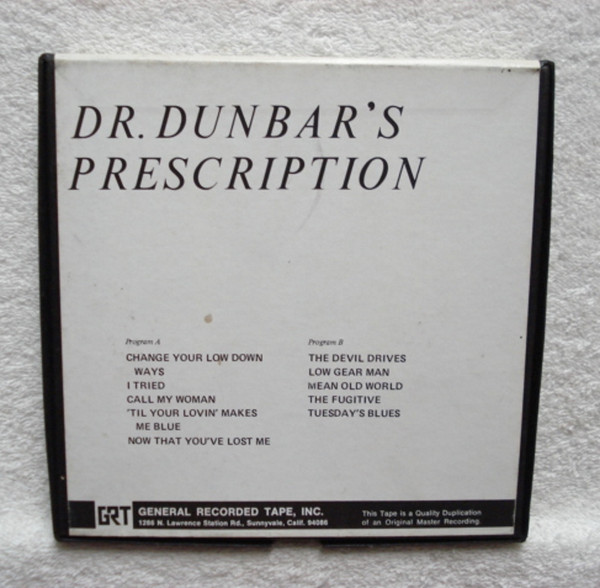 DR. DUNBAR'S
PRESCRIPTION
Program A
CHANGE YOUR LOW DOWN
WAYS
I TRIED
CALL MY WOMAN
'TIL YOUR LOVIN' MAKES
ME BLUE
NOW THAT YOU'VE LOST ME
Program B
THE DEVIL DRIVES
LOW GEAR MAN
MEAN OLD WORLD
THE FUGITIVE
TUESDAY'S BLUES
GRT
GENERAL RECORDED TAPE, INC.
1286 N. Lawrence Station Rd., Sunnyvale, Calif. 94086
This Tape is a Quality Duplication
of an Original Master Recording.